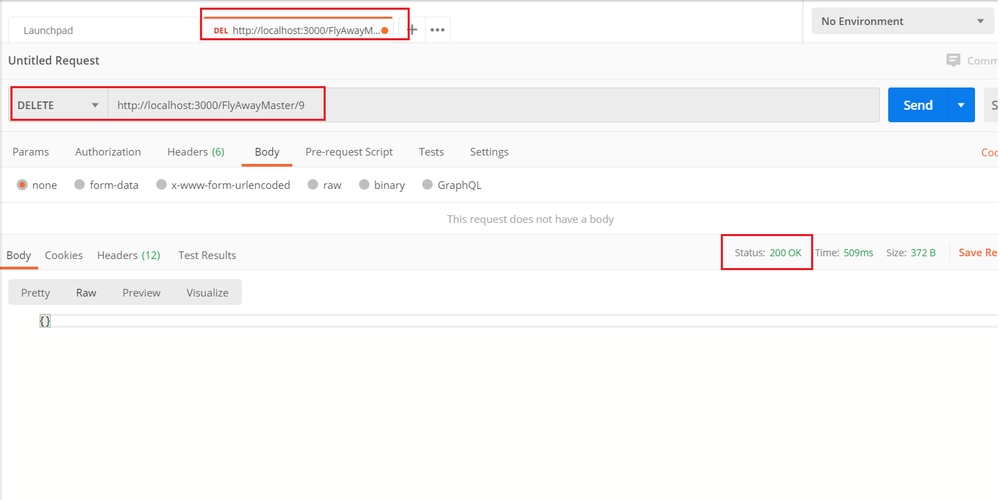 Launchpad
DEL http://localhost:3000/FlyAwayM...
No Environment
Untitled Request
Comm
DELETE http://localhost:3000/FlyAwayMaster/9 Send S
Params Authorization Headers (6) Body Pre-request Script Tests Settings Coo
none form-data x-www-form-urlencoded raw binary GraphQL
This request does not have a body
Body Cookies Headers (12) Test Results Status: 200 OK Time: 509ms Size: 372 B Save Re
Pretty Raw Preview Visualize
{}